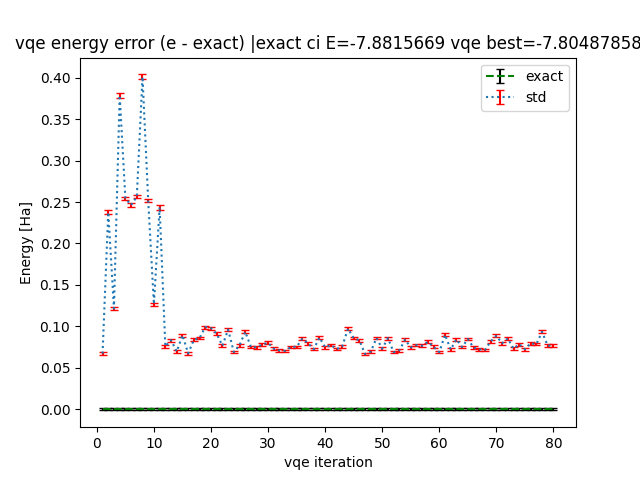 vqe energy error (e - exact) |exact ci E=-7.8815669 vqe best=-7.80487858
exact
std
Energy [Ha]
0.40
0.35
0.30
0.25
0.20
0.15
0.10
0.05
0.00
0 10 20 30 40 50 60 70 80
vqe iteration